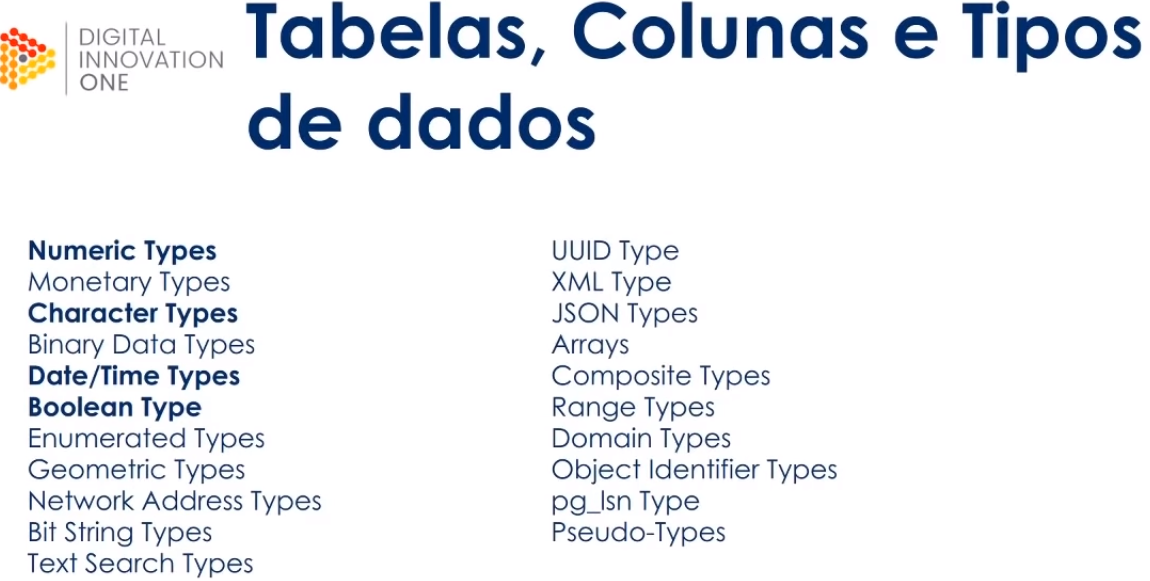 DIGITAL
INNOVATION
ONE
Tabelas, Colunas e Tipos
de dados
Numeric Types
Monetary Types
Character Types
Binary Data Types
Date/Time Types
Boolean Type
Enumerated Types
Geometric Types
Network Address Types
Bit String Types
Text Search Types
UUID Type
XML Type
JSON Types
Arrays
Composite Types
Range Types
Domain Types
Object Identifier Types
pg_lsn Type
Pseudo-Types